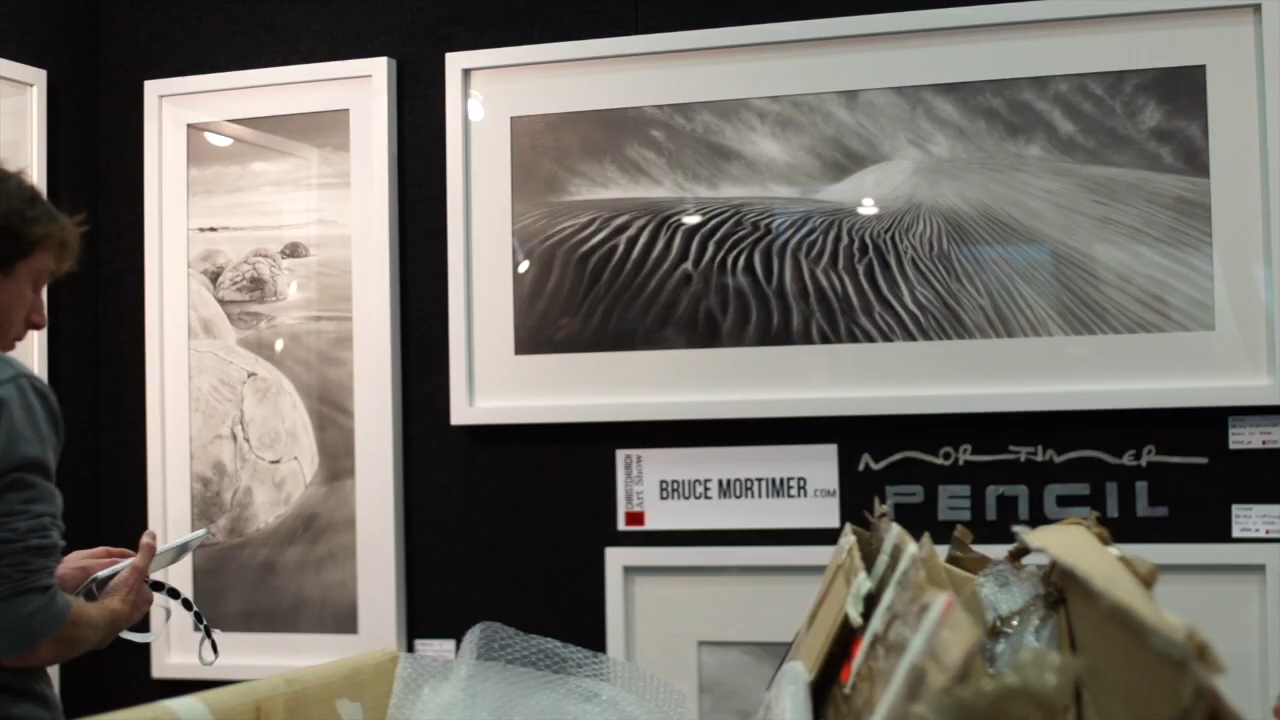 CHRISTCHURCH
Art Show
BRUCE MORTIMER.COM
MORTIMER
PENCIL